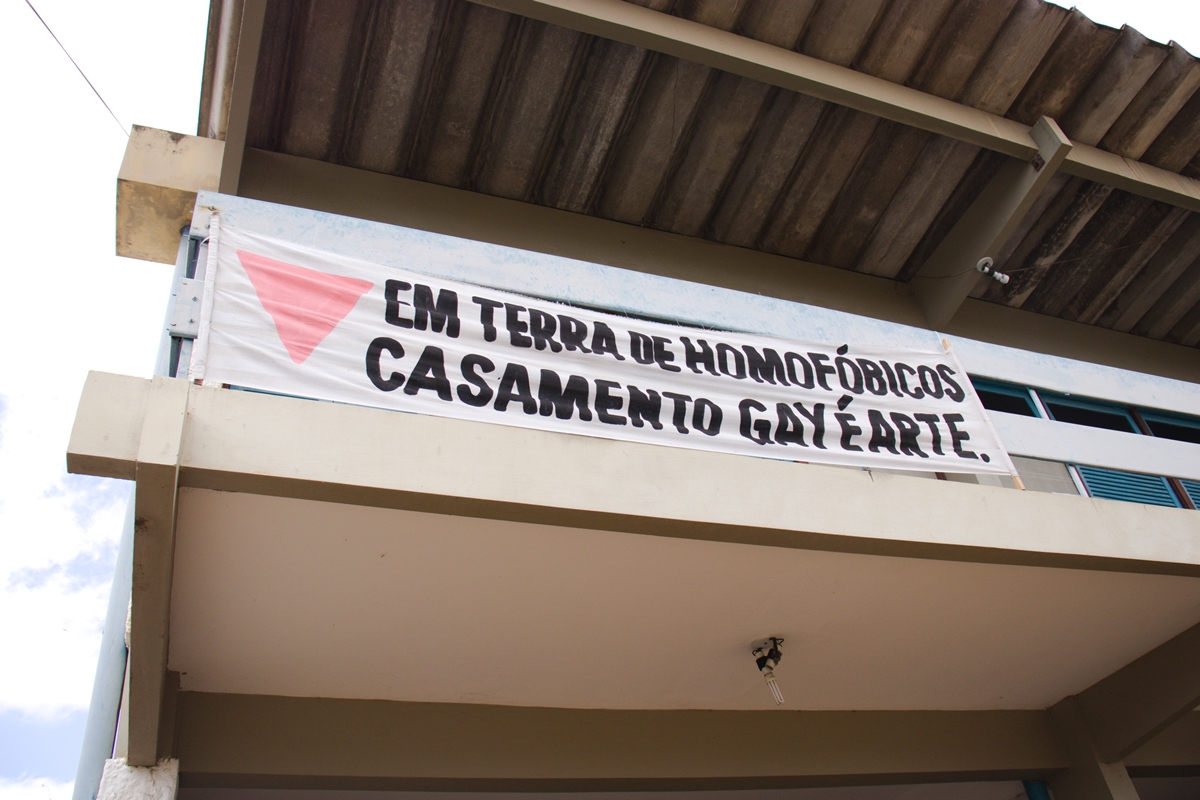 EM TERRA DE HOMOFÓBICOS
CASAMENTO GAY É ARTE.